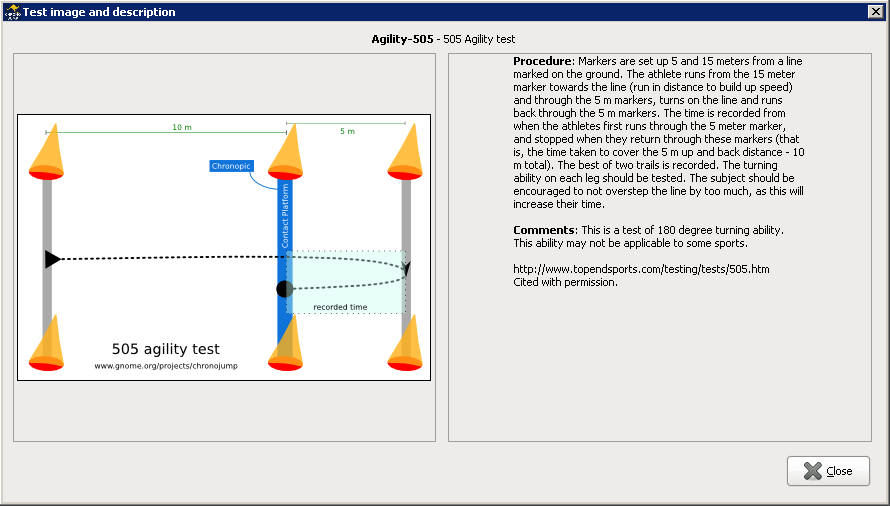 Test image and description
Agility-505 - 505 Agility test
10 m
5 m
Chronopic
Contact Platform
recorded time
505 agility test
www.gnome.org/projects/chronojump
Procedure: Markers are set up 5 and 15 meters from a line
marked on the ground. The athlete runs from the 15 meter
marker towards the line (run in distance to build up speed)
and through the 5 m markers, turns on the line and runs
back through the 5 m markers. The time is recorded from
when the athletes first runs through the 5 meter marker,
and stopped when they return through these markers (that
is, the time taken to cover the 5 m up and back distance - 10
m total). The best of two trails is recorded. The turning
ability on each leg should be tested. The subject should be
encouraged to not overstep the line by too much, as this will
increase their time.
Comments: This is a test of 180 degree turning ability.
This ability may not be applicable to some sports.
http://www.topendsports.com/testing/tests/505.htm
Cited with permission.
Close